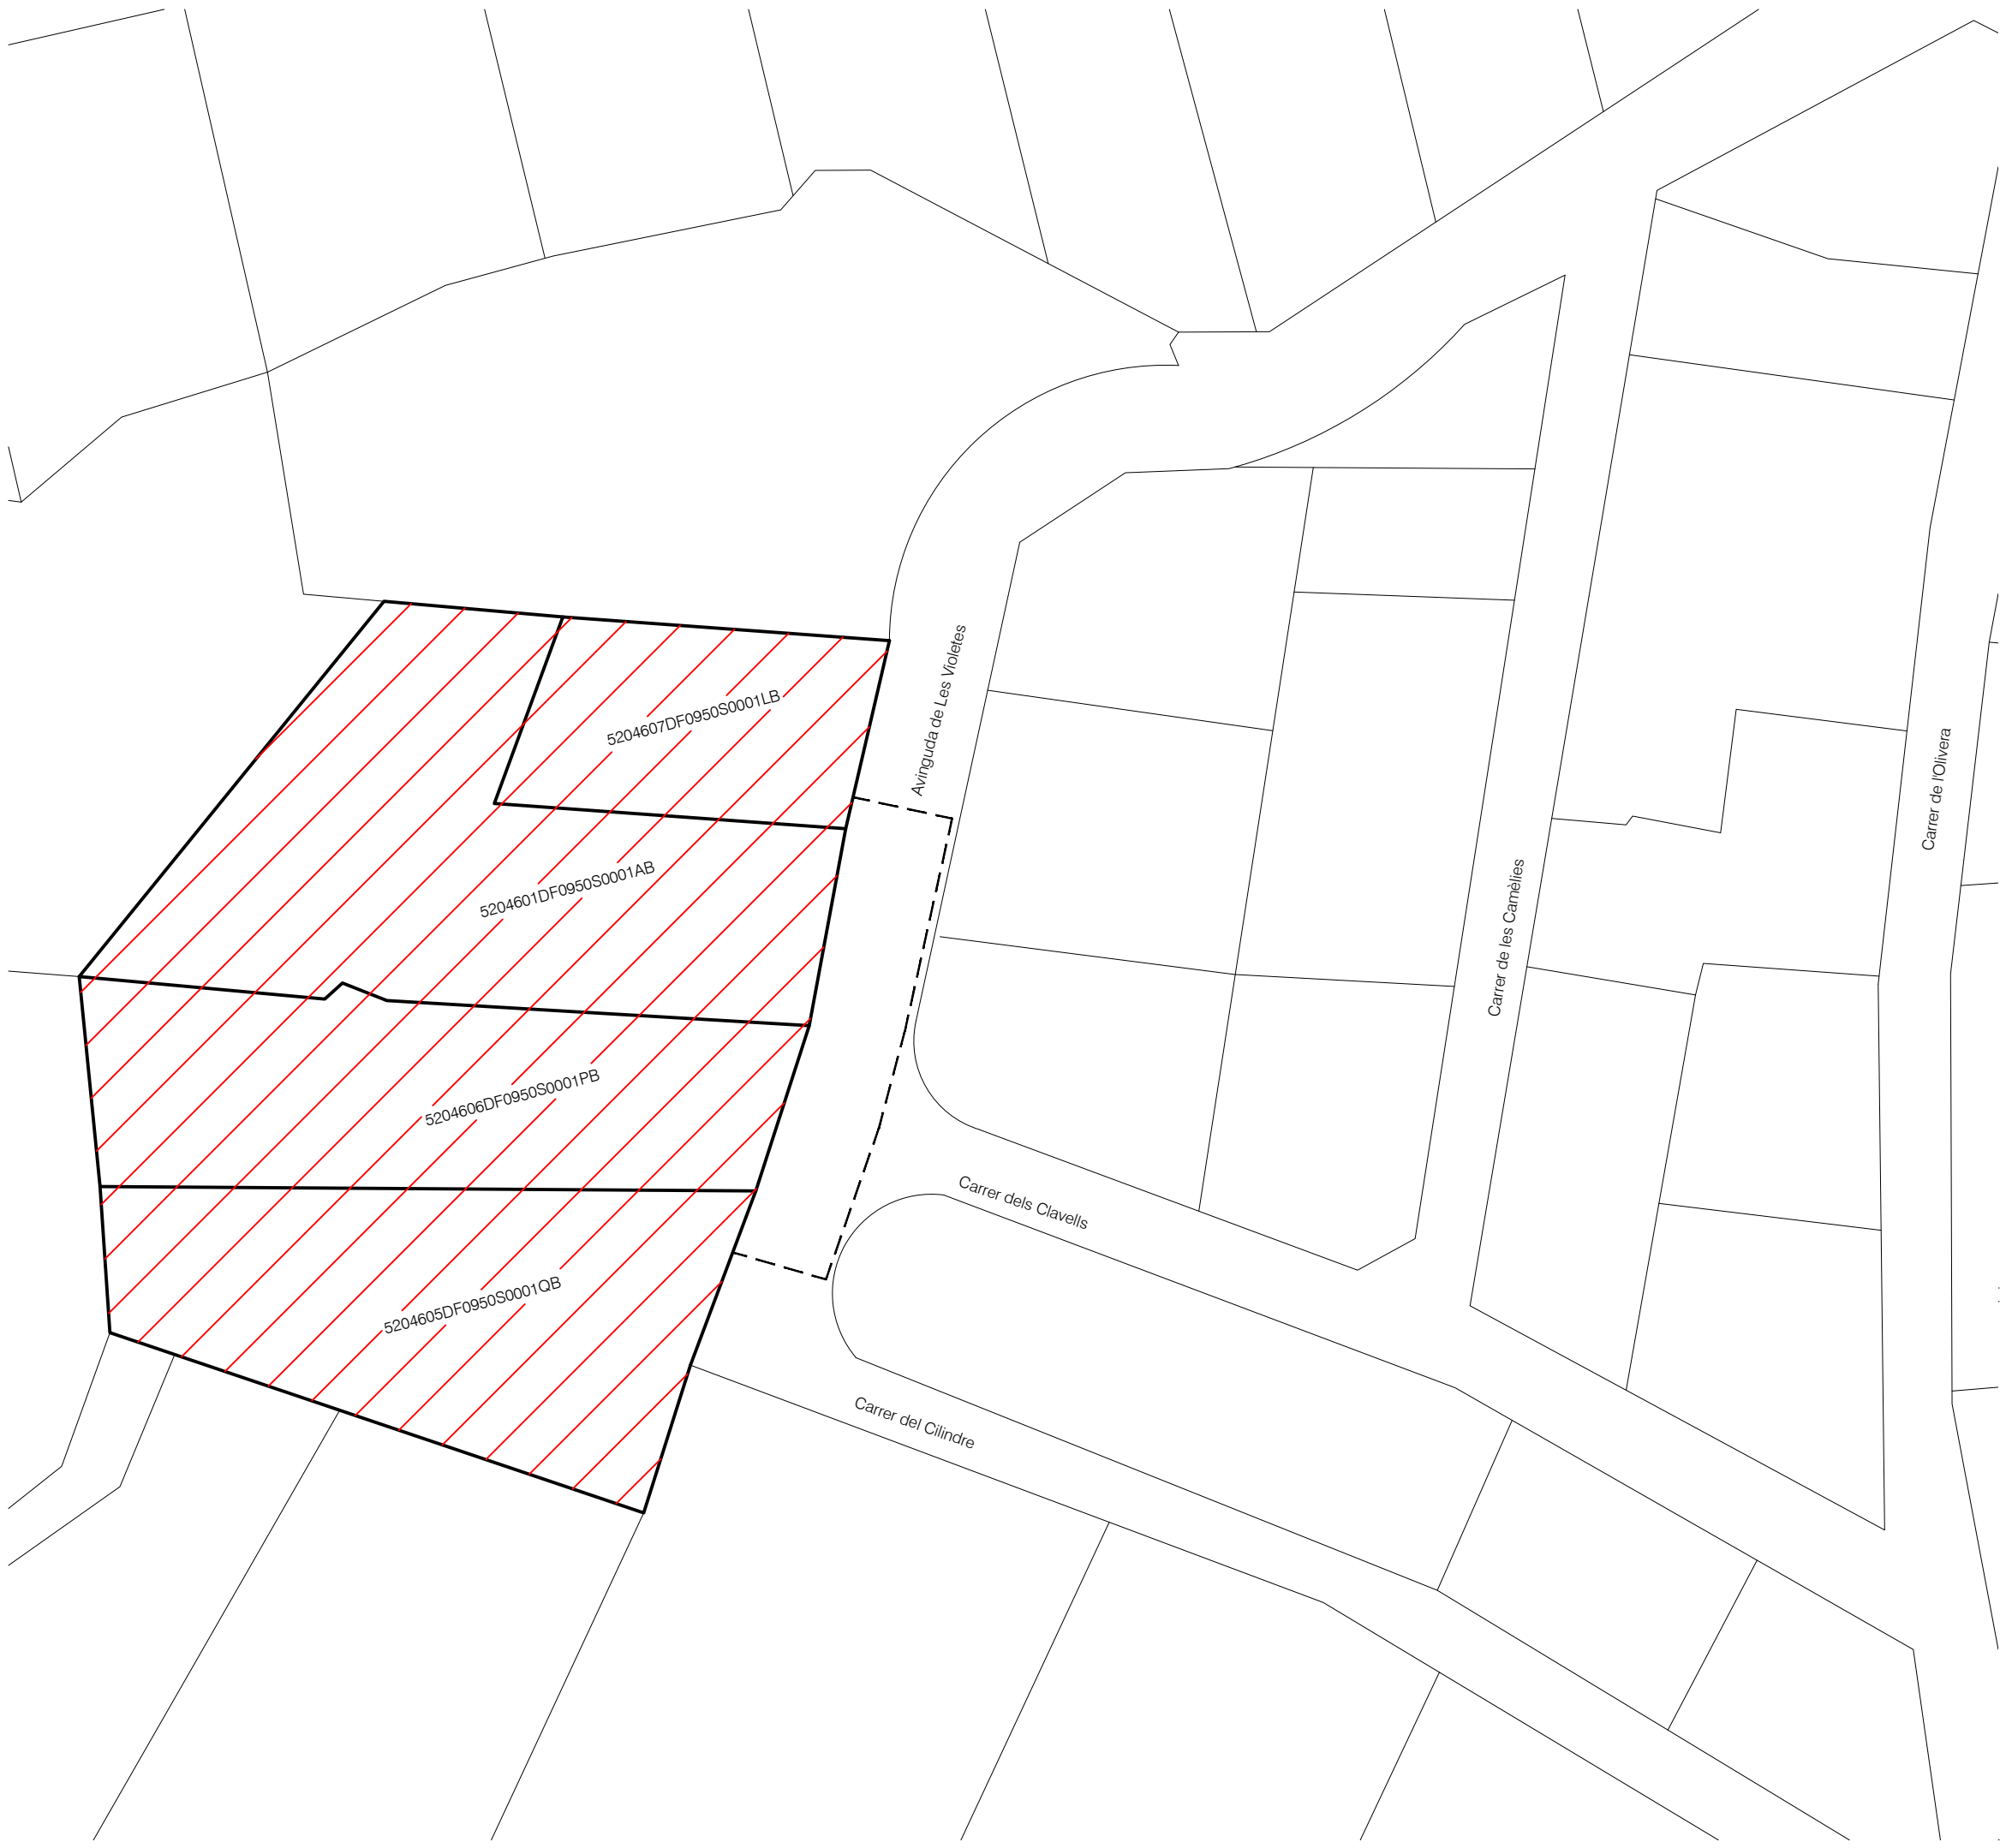 Avinguda de Les Violetes
5204607DF0950S0001LB
Carrer de l'Olivera
5204601DF0950S0001AB
Carrer de les Camèlies
5204606DF0950S0001PB
Carrer dels Clavells
5204605DF0950S0001QB
Carrer del Cilindre